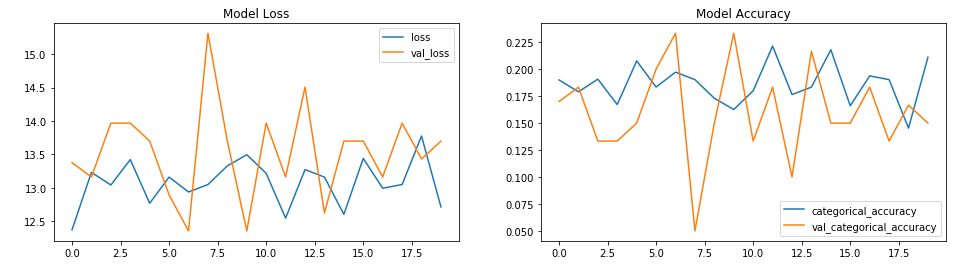 Model Loss
15.0
14.5
14.0
13.5
13.0
12.5
0.0 2.5 5.0 7.5 10.0 12.5 15.0 17.5
loss
val_loss
Model Accuracy
0.225
0.200
0.175
0.150
0.125
0.100
0.075
0.050
0.0 2.5 5.0 7.5 10.0 12.5 15.0 17.5
categorical_accuracy
val_categorical_accuracy